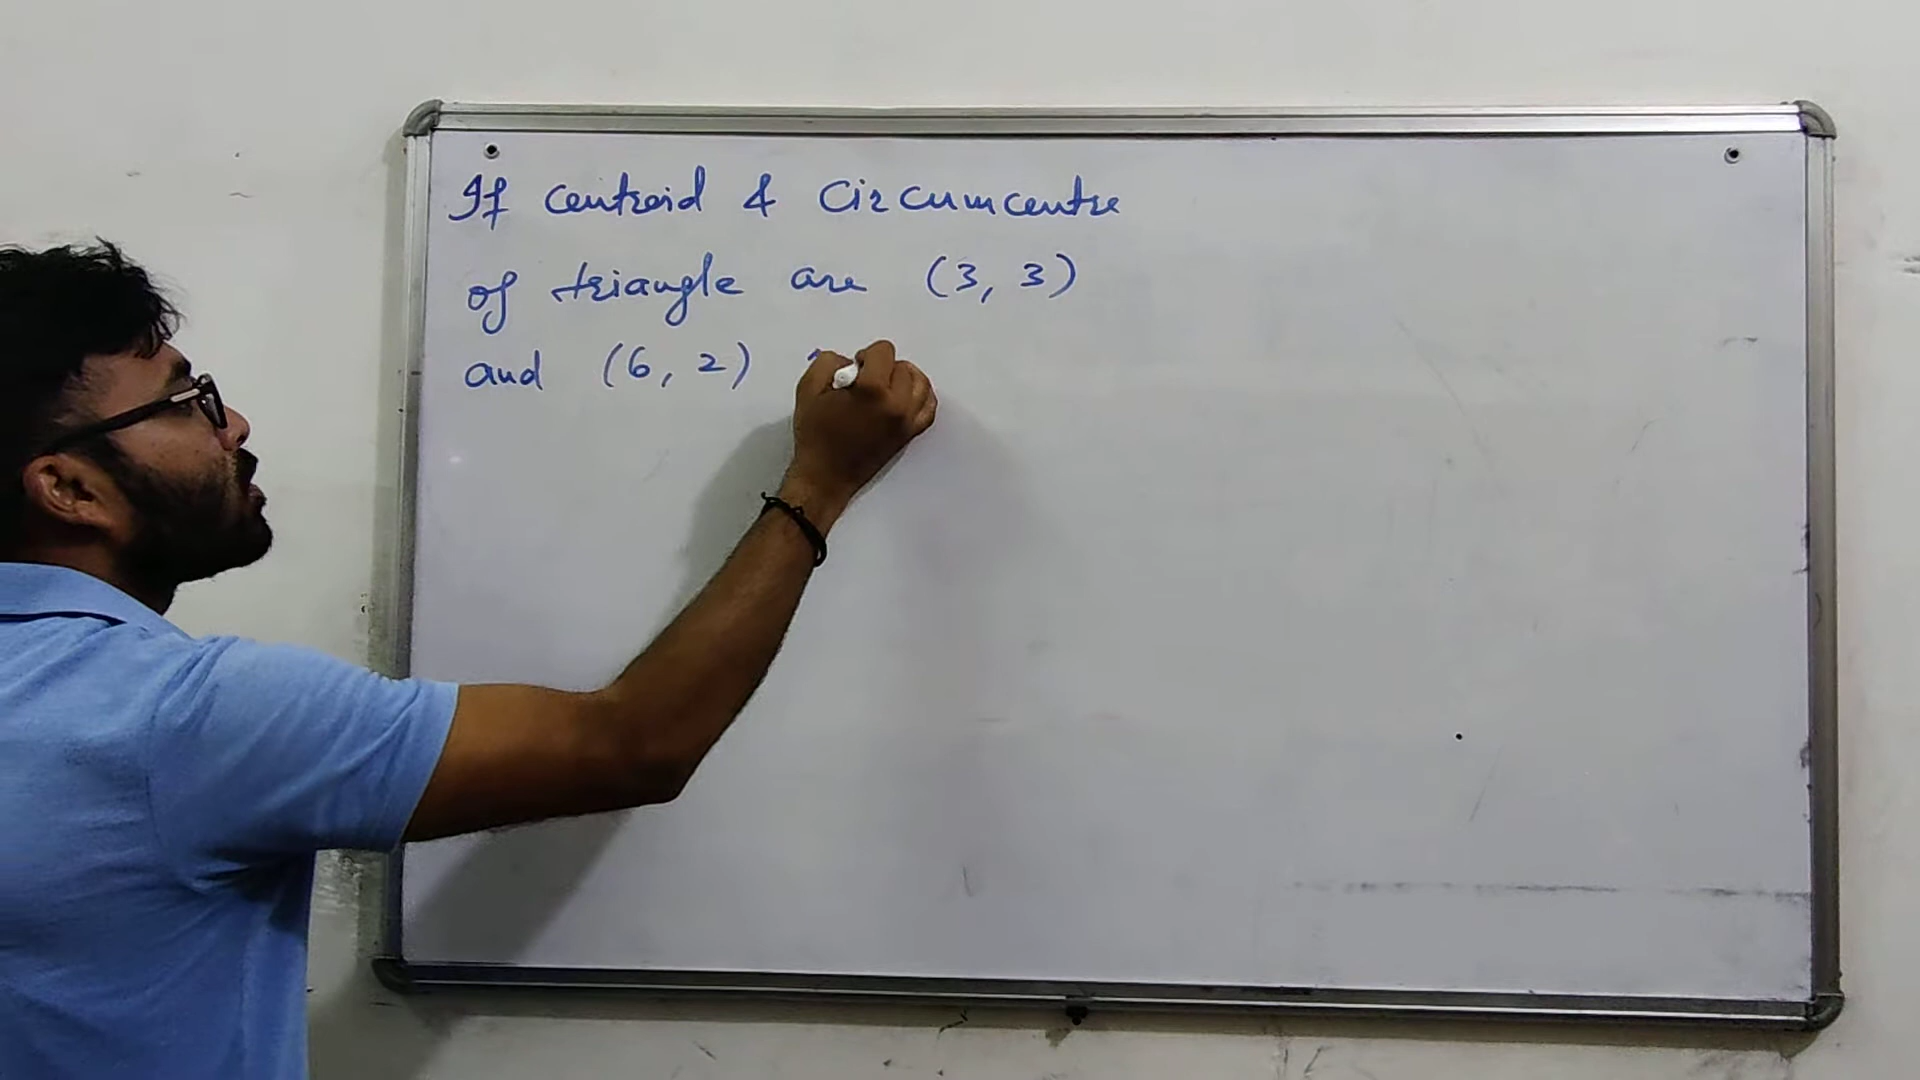 If centroid & Circumcentre
of triangle are (3, 3)
and (6, 2)